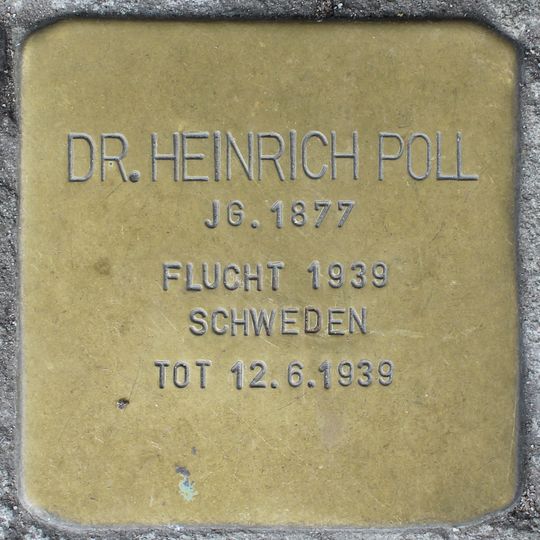 DR. HEINRICH POLL
JG. 1877
FLUCHT 1939
SCHWEDEN
TOT 12.6.1939